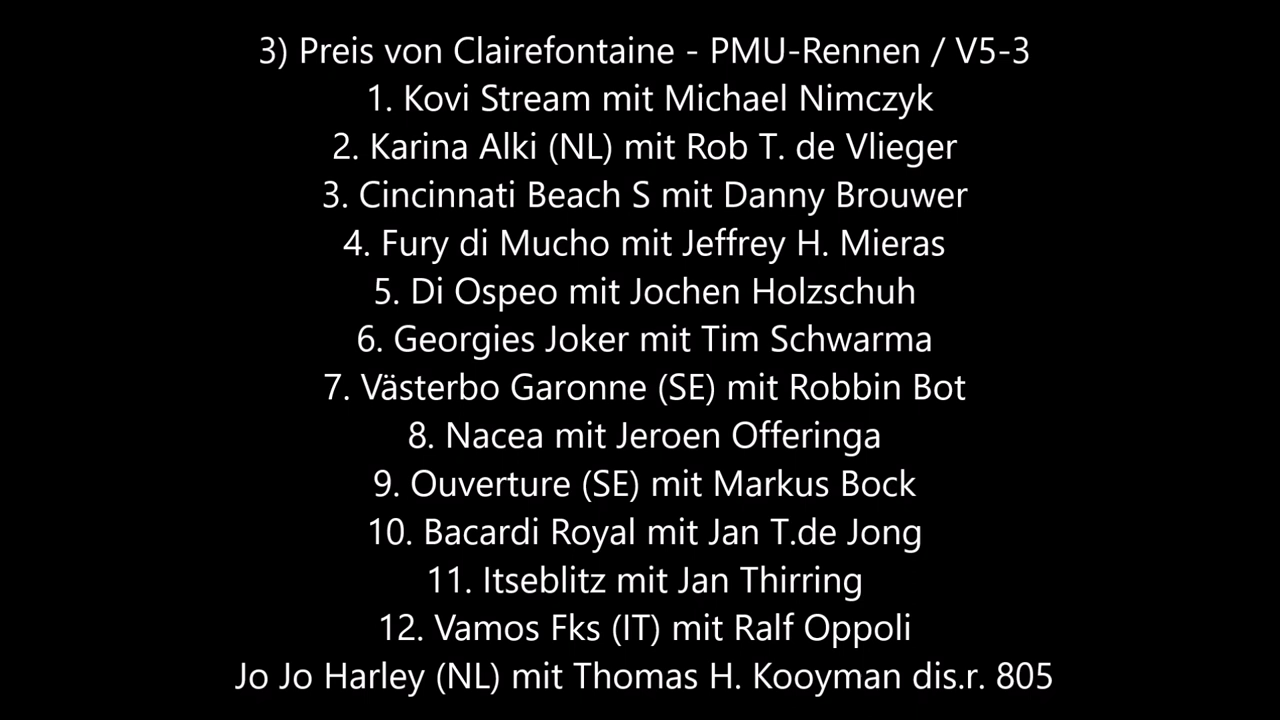 3) Preis von Clairefontaine - PMU-Rennen / V5-3
1. Kovi Stream mit Michael Nimczyk
2. Karina Alki (NL) mit Rob T. de Vlieger
3. Cincinnati Beach S mit Danny Brouwer
4. Fury di Mucho mit Jeffrey H. Mieras
5. Di Ospeo mit Jochen Holzschuh
6. Georgies Joker mit Tim Schwarma
7. Västerbo Garonne (SE) mit Robbin Bot
8. Nacea mit Jeroen Offeringa
9. Ouverture (SE) mit Markus Bock
10. Bacardi Royal mit Jan T.de Jong
11. Itseblitz mit Jan Thirring
12. Vamos Fks (IT) mit Ralf Oppoli
Jo Jo Harley (NL) mit Thomas H. Kooyman dis.r. 805